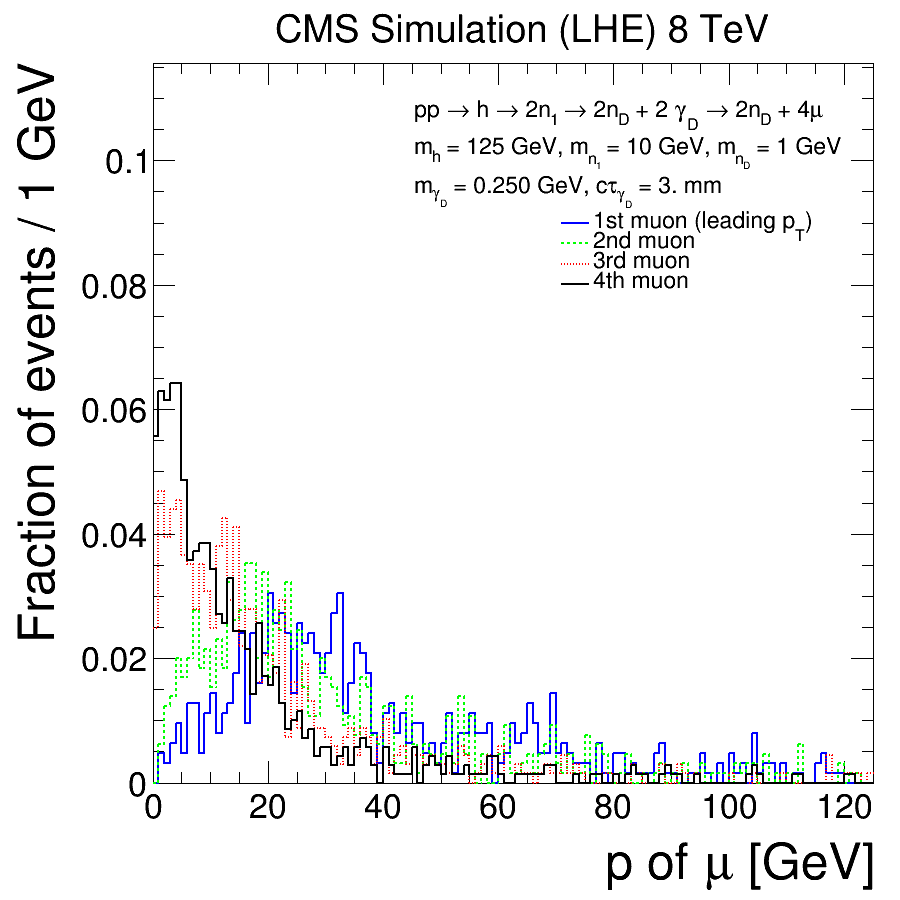 CMS Simulation (LHE) 8 TeV
Fraction of events / 1 GeV
pp → h → 2n1 → 2nD + 2 γD → 2nD + 4μ
mh = 125 GeV, mn1 = 10 GeV, mnD = 1 GeV
mγD = 0.250 GeV, cτγD = 3. mm
1st muon (leading pT)
2nd muon
3rd muon
4th muon
0.1
0.08
0.06
0.04
0.02
0
0 20 40 60 80 100 120
p of μ [GeV]